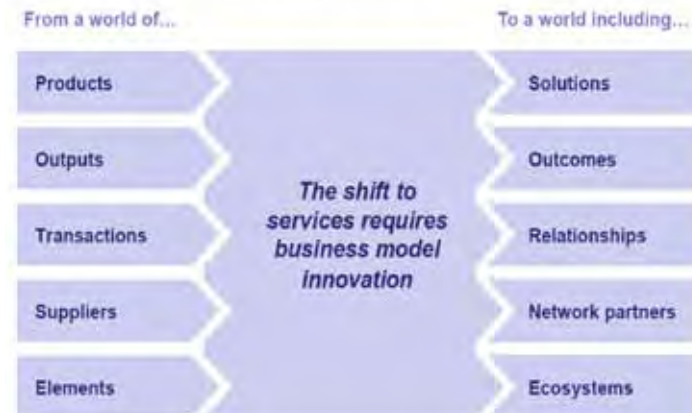 From a world of...
To a world including...
Products
Outputs
Transactions
Suppliers
Elements
The shift to
services requires
business model
innovation
Solutions
Outcomes
Relationships
Network partners
Ecosystems